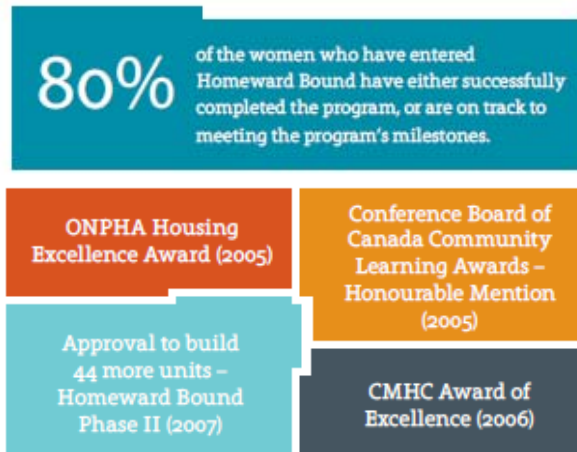 80%
of the women who have entered
Homeward Bound have either successfully
completed the program, or are on track to
meeting the program's milestones.
ONPHA Housing
Excellence Award (2005)
Conference Board of
Canada Community
Learning Awards –
Honourable Mention
(2005)
Approval to build
44 more units –
Homeward Bound
Phase II (2007)
CMHC Award of
Excellence (2006)